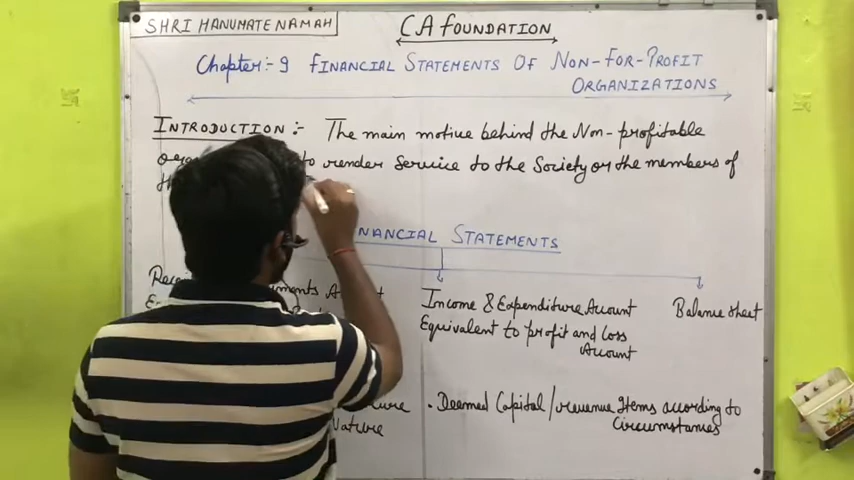 SHRI HANUMATE NAMAH
CA FOUNDATION
Chapter:- 9 FINANCIAL STATEMENTS OF NON-FOR-PROFIT
ORGANIZATIONS
INTRODUCTION :- The main motive behind the Non-profitable
to render Service to the Society or the members of
NANCIAL STATEMENTS
Account
Income & Expenditure Account
Balance sheet
Equivalent to profit and Loss
Account
• Deemed Capital/revenue Items according to
Circumstances
Nature